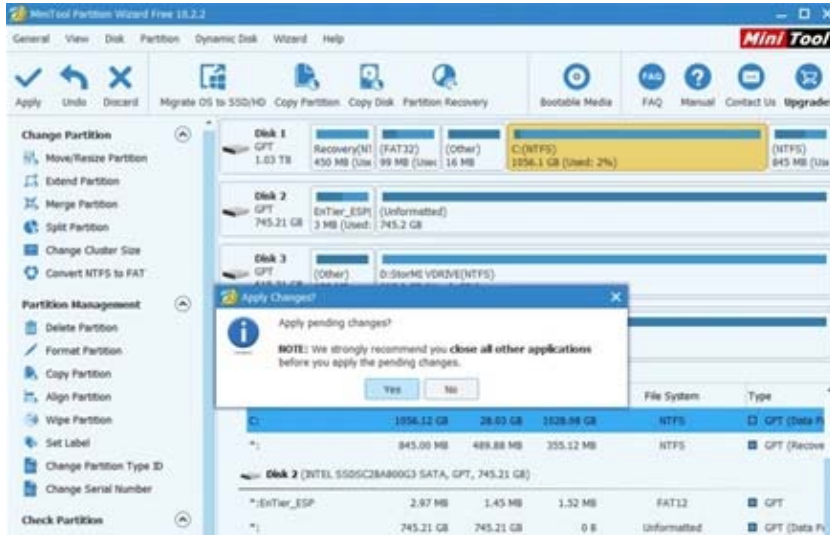 MiniTool Partition Wizard Free 10.2.2
General View Disk Partition Dynamic Disk Wizard Help
Mini Tool
Apply Undo Discard Migrate OS to SSD/HD Copy Partition Copy Disk Partition Recovery Bootable Media FAQ Manual Contact Us Upgrade
Change Partition
Move/Resize Partition
Extend Partition
Merge Partition
Split Partition
Change Cluster Size
Convert NTFS to FAT
Partition Management
Delete Partition
Format Partition
Copy Partition
Align Partition
Wipe Partition
Set Label
Change Partition Type ID
Change Serial Number
Check Partition
Disk 1
GPT
1.03 TB
Recovery(NT
450 MB (Use
(FAT32)
99 MB (Used
(Other)
16 MB
C:(NTFS)
1056.1 GB (Used: 2%)
(NTFS)
845 MB (Us
Disk 2
GPT
745.21 GB
EnTier_ESP(
3 MB (Used:
(Unformatted)
745.2 GB
Disk 3
GPT
(Other)
D:StorMI VDRIVE(NTFS)
Apply Changes?
Apply pending changes?
NOTE: We strongly recommend you close all other applications
before you apply the pending changes.
Yes No
File System Type
C: 1056.12 GB 28.03 GB 1028.08 GB NTFS GPT (Data P
*: 845.00 MB 489.88 MB 355.12 MB NTFS GPT (Recove
Disk 2 (INTEL SSDSC2BA800G3 SATA, GPT, 745.21 GB)
*:EnTier_ESP 2.97 MB 1.45 MB 1.52 MB FAT12 GPT
*: 745.21 GB 745.21 GB 0 B Unformatted GPT (Data P